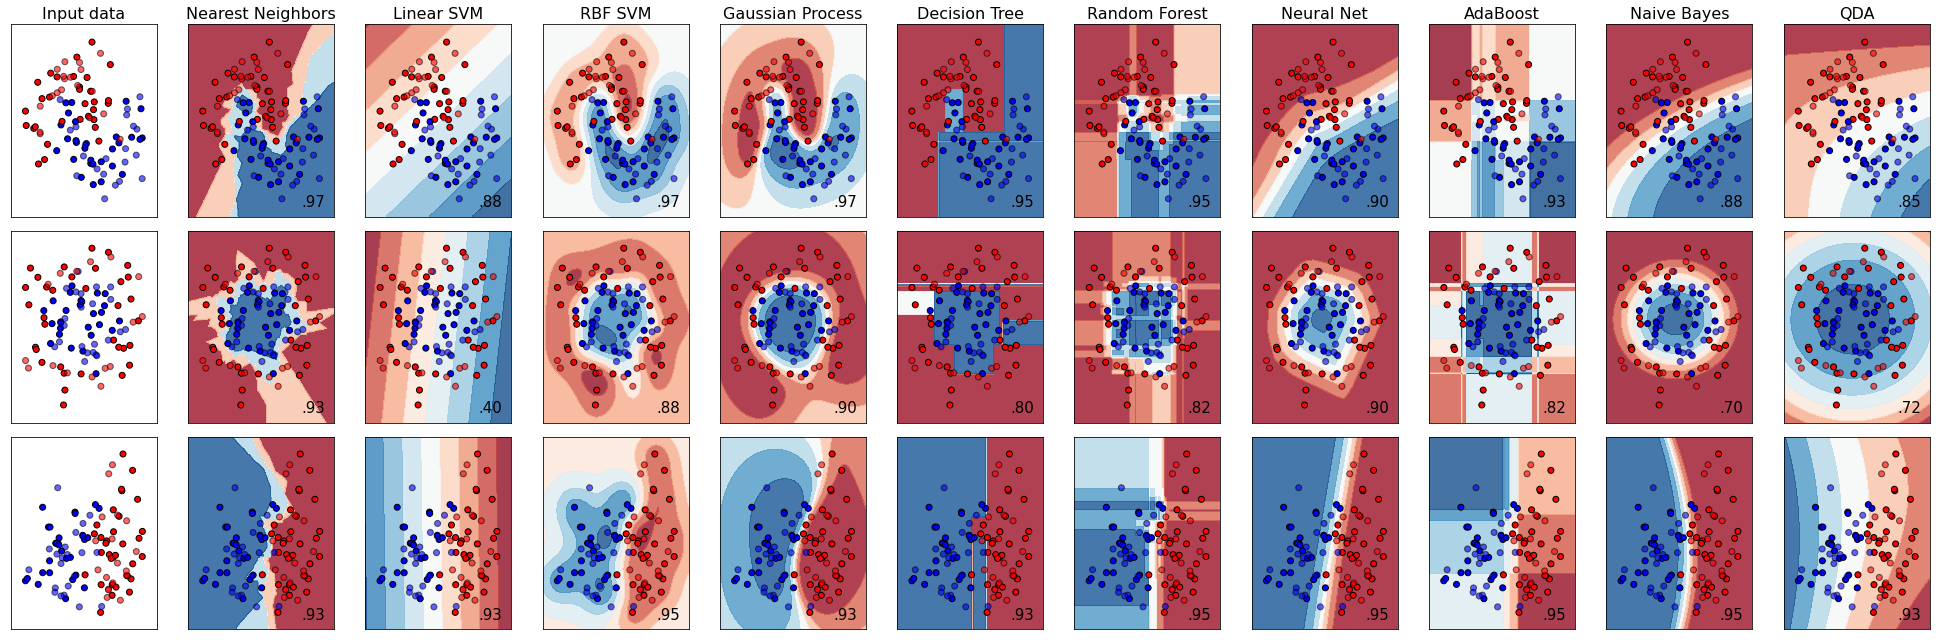 Input data Nearest Neighbors Linear SVM RBF SVM Gaussian Process Decision Tree Random Forest Neural Net AdaBoost Naive Bayes QDA
.97 .88 .97 .97 .95 .95 .90 .93 .88 .85
.93 .40 .88 .90 .80 .82 .90 .82 .70 .72
.93 .93 .95 .93 .93 .95 .95 .95 .95 .93